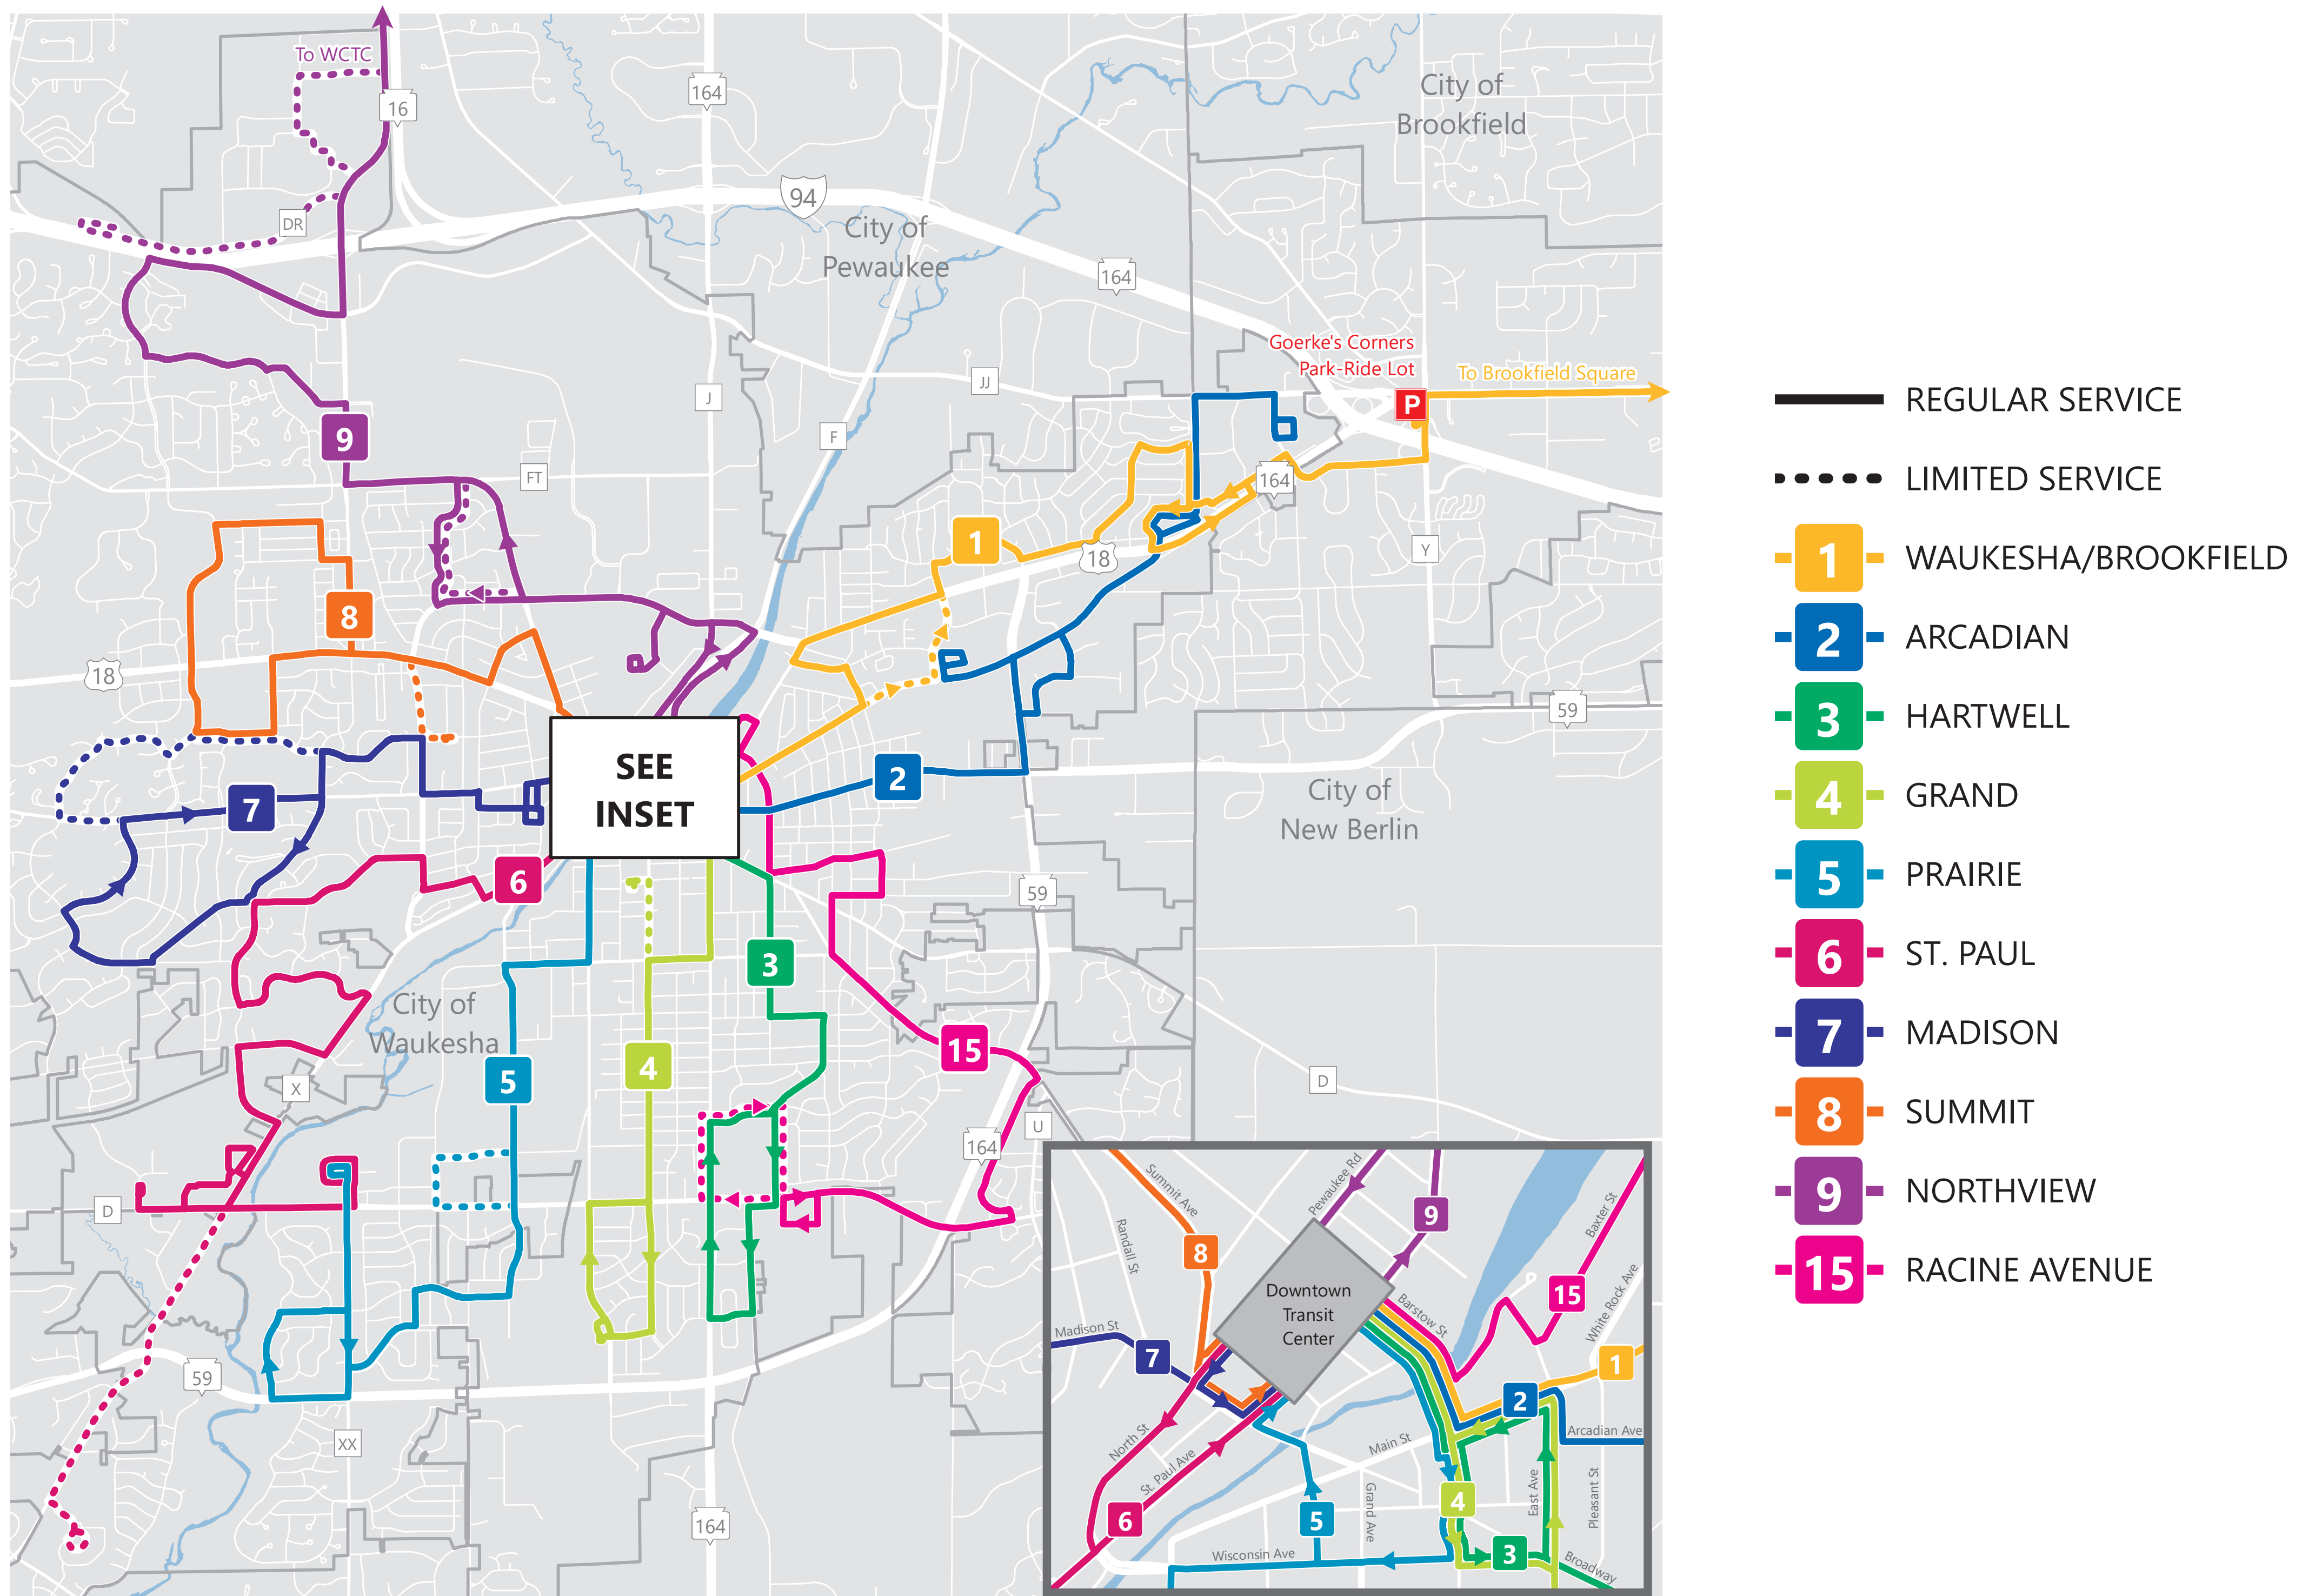 To WCTC
16
164
City of
Brookfield
94
DR
City of
Pewaukee
164
Goerke's Corners
Park-Ride Lot
To Brookfield Square
P
JJ
J
F
9
FT
164
1
18
Y
8
18
59
SEE
INSET
2
7
City of
New Berlin
6
59
3
City of
Waukesha
15
4
5
X
D
U
164
D
59
XX
164
Summit Ave
Pewaukee Rd
9
Randall St
8
Baxter St
Downtown
Transit
Center
15
Barstow St
White Rock Ave
Madison St
7
1
2
Arcadian Ave
North St
Main St
St. Paul Ave
6
5
Grand Ave
4
East Ave
Pleasant St
Wisconsin Ave
3
Broadway
REGULAR SERVICE
LIMITED SERVICE
1 WAUKESHA/BROOKFIELD
2 ARCADIAN
3 HARTWELL
4 GRAND
5 PRAIRIE
6 ST. PAUL
7 MADISON
8 SUMMIT
9 NORTHVIEW
15 RACINE AVENUE